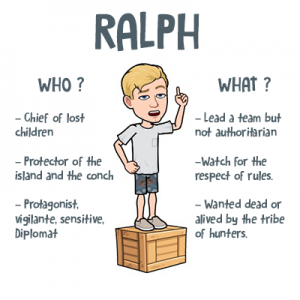 RALPH
WHO ?
– Chief of lost
children
– Protector of the
island and the conch
– Protagonist,
vigilante, sensitive,
Diplomat
WHAT ?
– Lead a team but
not authoritarian
–Watch for the
respect of rules.
– Wanted dead or
alived by the tribe
of hunters.